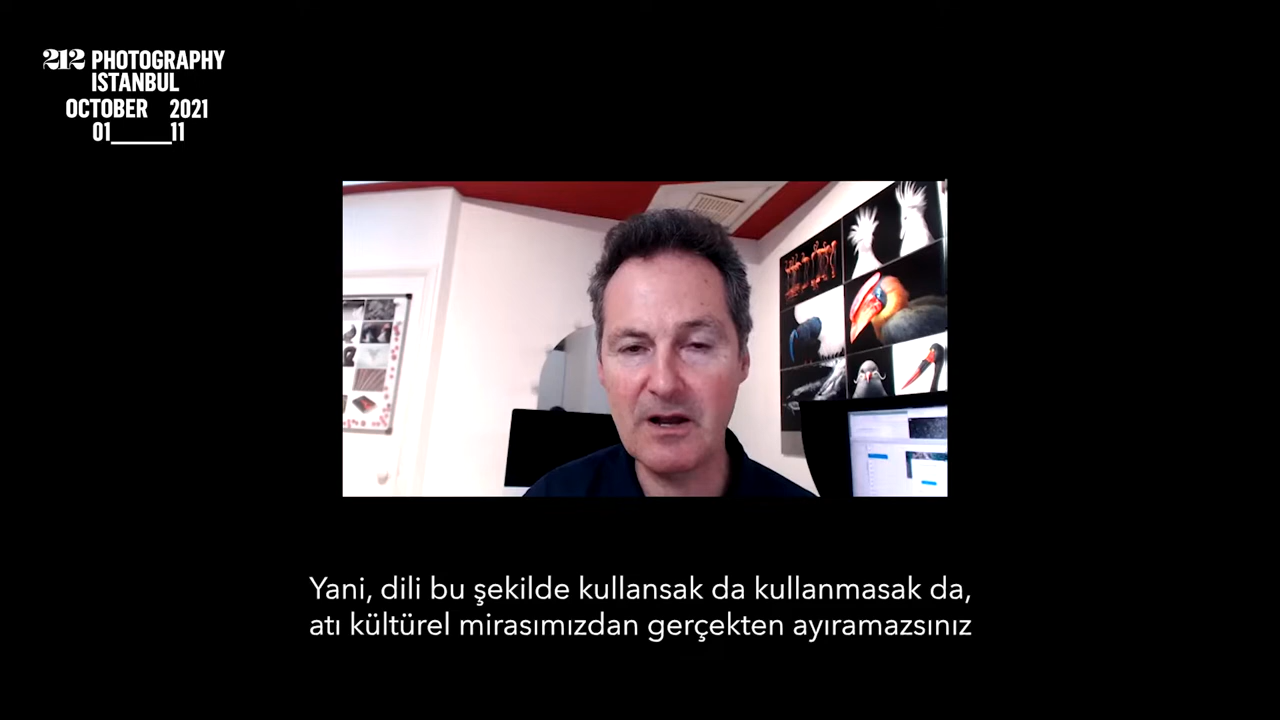 212 PHOTOGRAPHY
ISTANBUL
OCTOBER 2021
01 11
Yani, dili bu şekilde kullansak da kullanmasak da,
atı kültürel mirasımızdan gerçekten ayıramazsınız